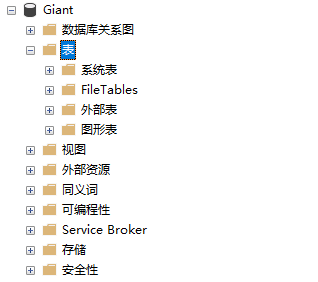 Giant
数据库关系图
表
系统表
FileTables
外部表
图形表
视图
外部资源
同义词
可编程性
Service Broker
存储
安全性